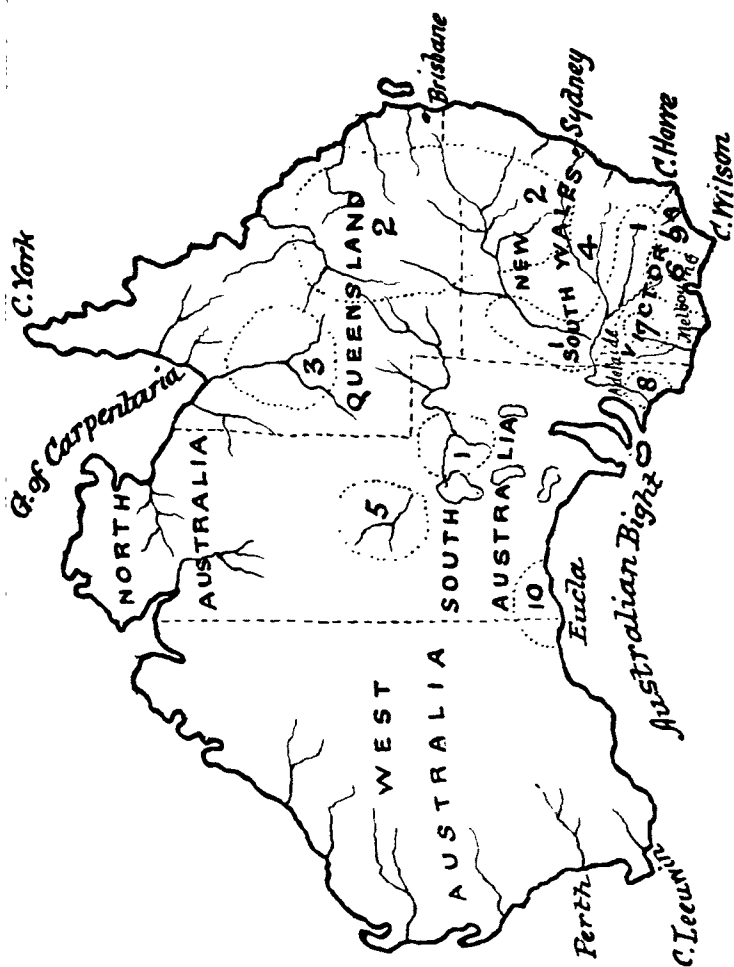 C. York
Gt. of Carpentaria
NORTH
AUSTRALIA
3
QUEENSLAND
2
Brisbane
5
WEST
AUSTRALIA
SOUTH
AUSTRALIA
1
10
Eucla
NEW
SOUTH WALES
2
1
4
Sydney
Adelaide
VICTORIA
1
7
6
9
8
Melbourne
C. Howe
C. Wilson
Australian Bight
Perth
C. Leeuwin